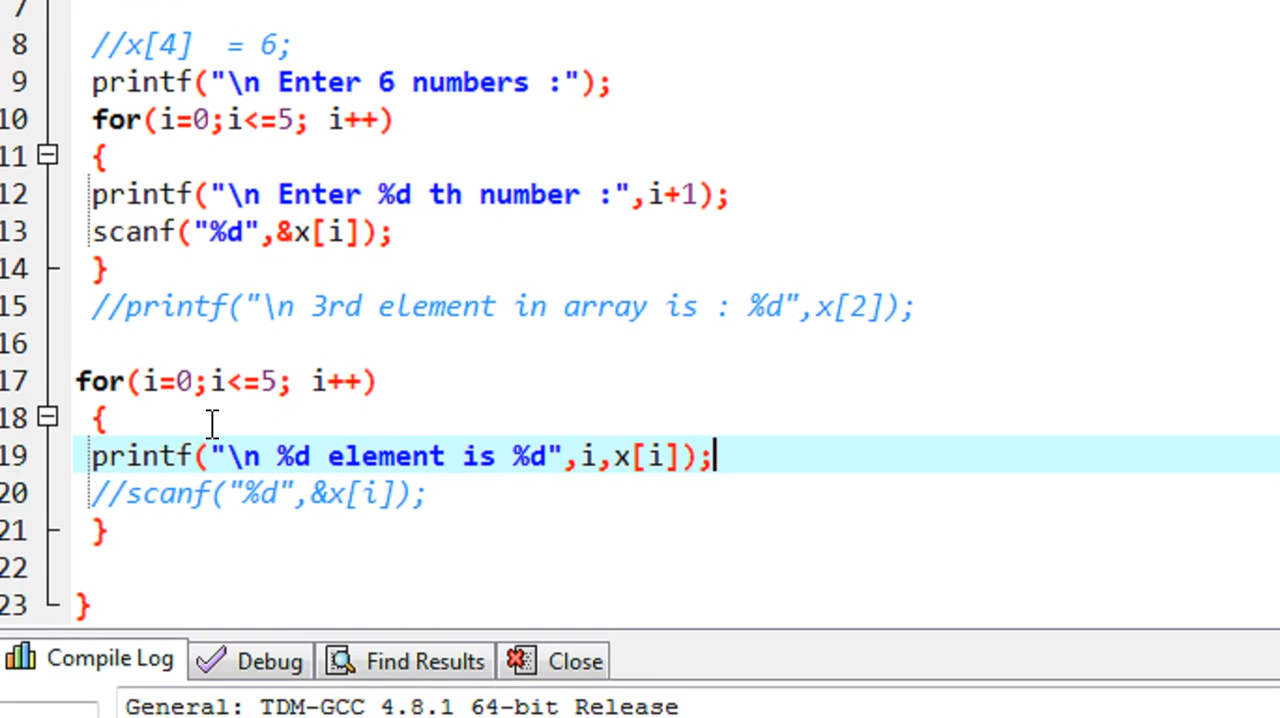 7
8 //x[4]  = 6;
9 printf("\n Enter 6 numbers :");
10 for(i=0;i<=5; i++)
11 {
12 printf("\n Enter %d th number :",i+1);
13 scanf("%d",&x[i]);
14 }
15 //printf("\n 3rd element in array is : %d",x[2]);
16
17 for(i=0;i<=5; i++)
18 {
19 printf("\n %d element is %d",i,x[i]);
20 //scanf("%d",&x[i]);
21 }
22
23 }
Compile Log Debug Find Results Close
General: TDM-GCC 4.8.1 64-bit Release